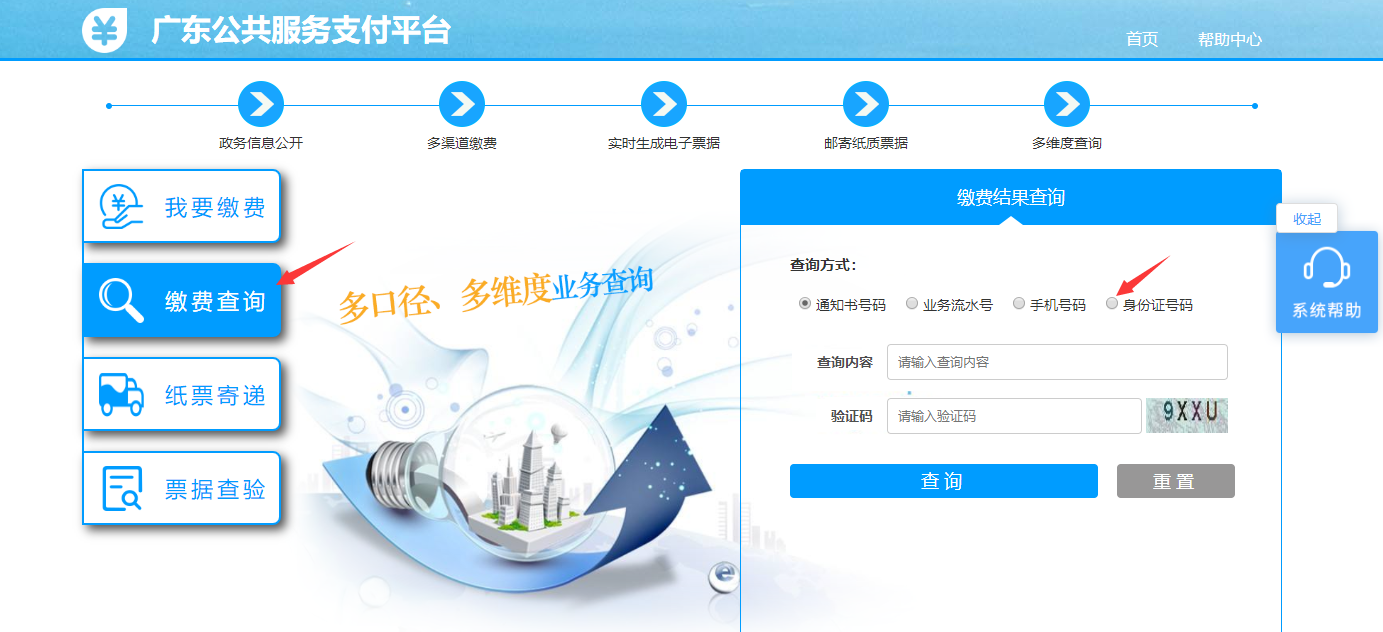 广东公共服务支付平台
首页 帮助中心
政务信息公开 多渠道缴费 实时生成电子票据 邮寄纸质票据 多维度查询
我要缴费
缴费查询
纸票寄递
票据查验
多口径、多维度业务查询
缴费结果查询
查询方式：
通知书号码 业务流水号 手机号码 身份证号码
查询内容 请输入查询内容
验证码 请输入验证码 9XXU
查 询 重 置
收起
系统帮助